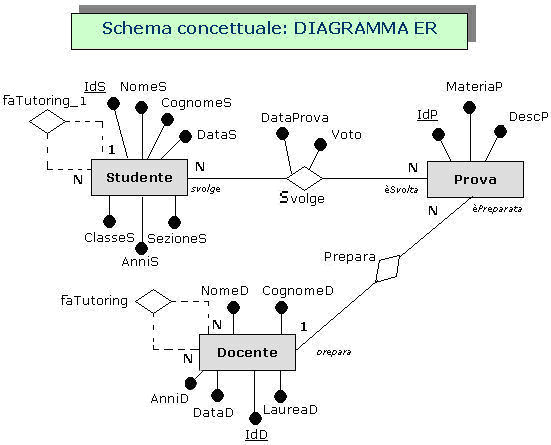 Schema concettuale: DIAGRAMMA ER
faTutoring_1
IdS
NomeS
CognomeS
DataS
1
N
Studente
ClasseS
AnniS
SezioneS
N
svolge
DataProva
Voto
Svolge
N
èSvolta
MateriaP
IdP
DescP
Prova
N
èPreparata
Prepara
faTutoring
NomeD
CognomeD
N
N
1
Docente
prepara
AnniD
DataD
IdD
LaureaD